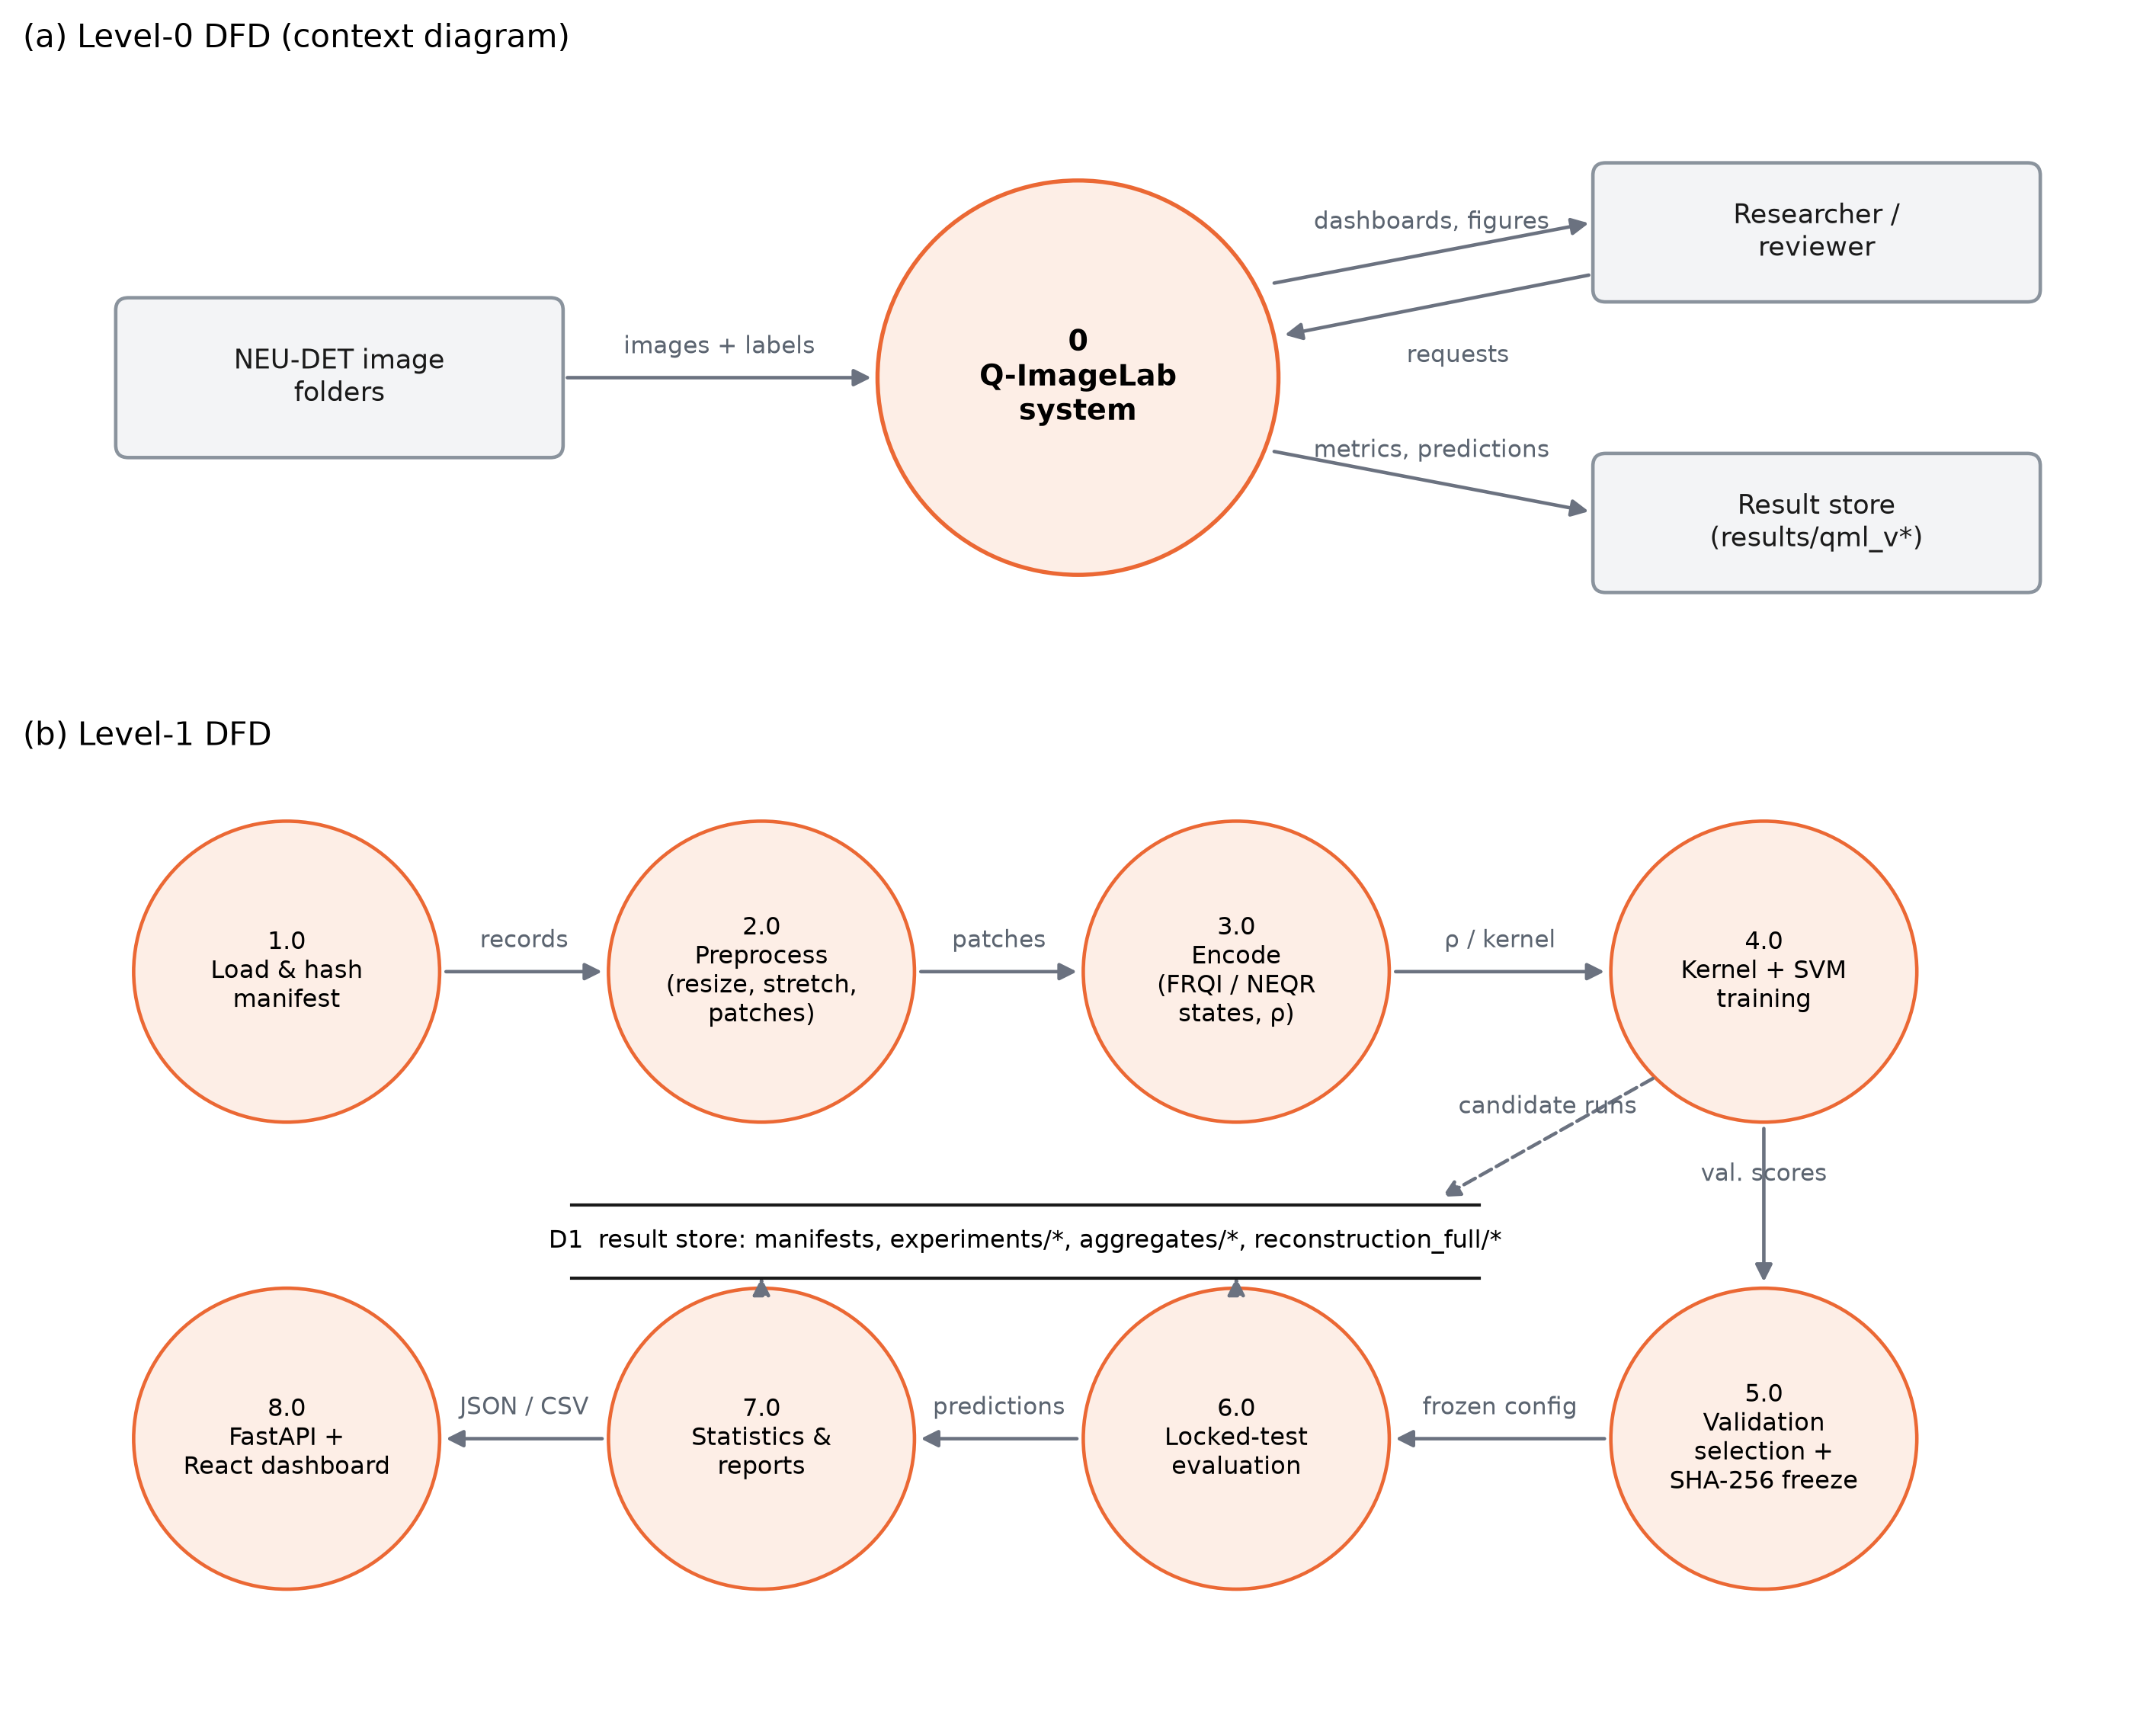 (a) Level-0 DFD (context diagram)
NEU-DET image
folders
images + labels
0
Q-ImageLab
system
dashboards, figures
requests
metrics, predictions
Researcher /
reviewer
Result store
(results/qml_v*)
(b) Level-1 DFD
1.0
Load & hash
manifest
records
2.0
Preprocess
(resize, stretch,
patches)
patches
3.0
Encode
(FRQI / NEQR
states, ρ)
ρ / kernel
4.0
Kernel + SVM
training
candidate runs
val. scores
D1  result store: manifests, experiments/*, aggregates/*, reconstruction_full/*
8.0
FastAPI +
React dashboard
JSON / CSV
7.0
Statistics &
reports
predictions
6.0
Locked-test
evaluation
frozen config
5.0
Validation
selection +
SHA-256 freeze